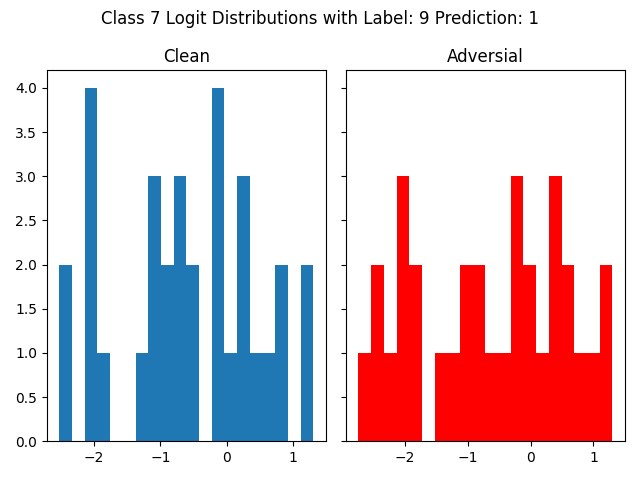 Class 7 Logit Distributions with Label: 9 Prediction: 1
Clean
Adversial
4.0
3.5
3.0
2.5
2.0
1.5
1.0
0.5
0.0
−2 −1 0 1
−2 −1 0 1